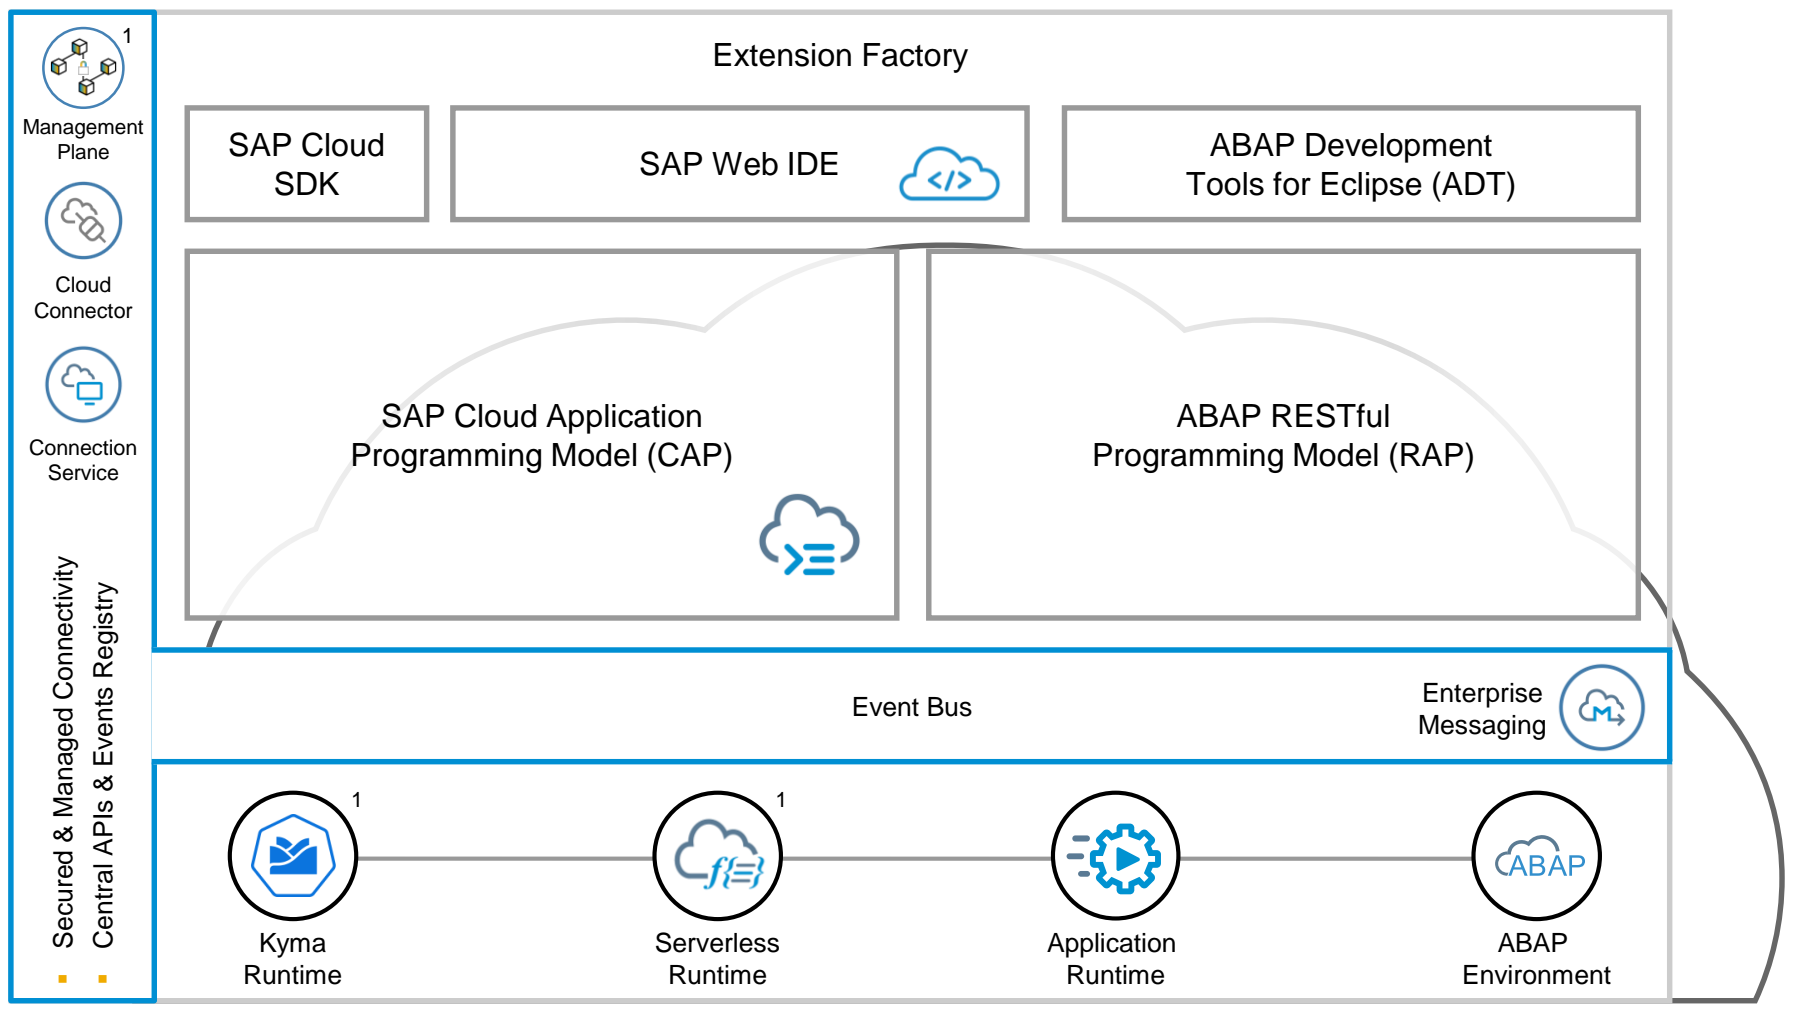 1
Management
Plane
Cloud
Connector
Connection
Service
Secured & Managed Connectivity
Central APIs & Events Registry
Extension Factory
SAP Cloud
SDK
SAP Web IDE
</>
ABAP Development
Tools for Eclipse (ADT)
SAP Cloud Application
Programming Model (CAP)
ABAP RESTful
Programming Model (RAP)
Event Bus
Enterprise
Messaging
M
1
Kyma
Runtime
1
f{=}
Serverless
Runtime
Application
Runtime
ABAP
ABAP
Environment